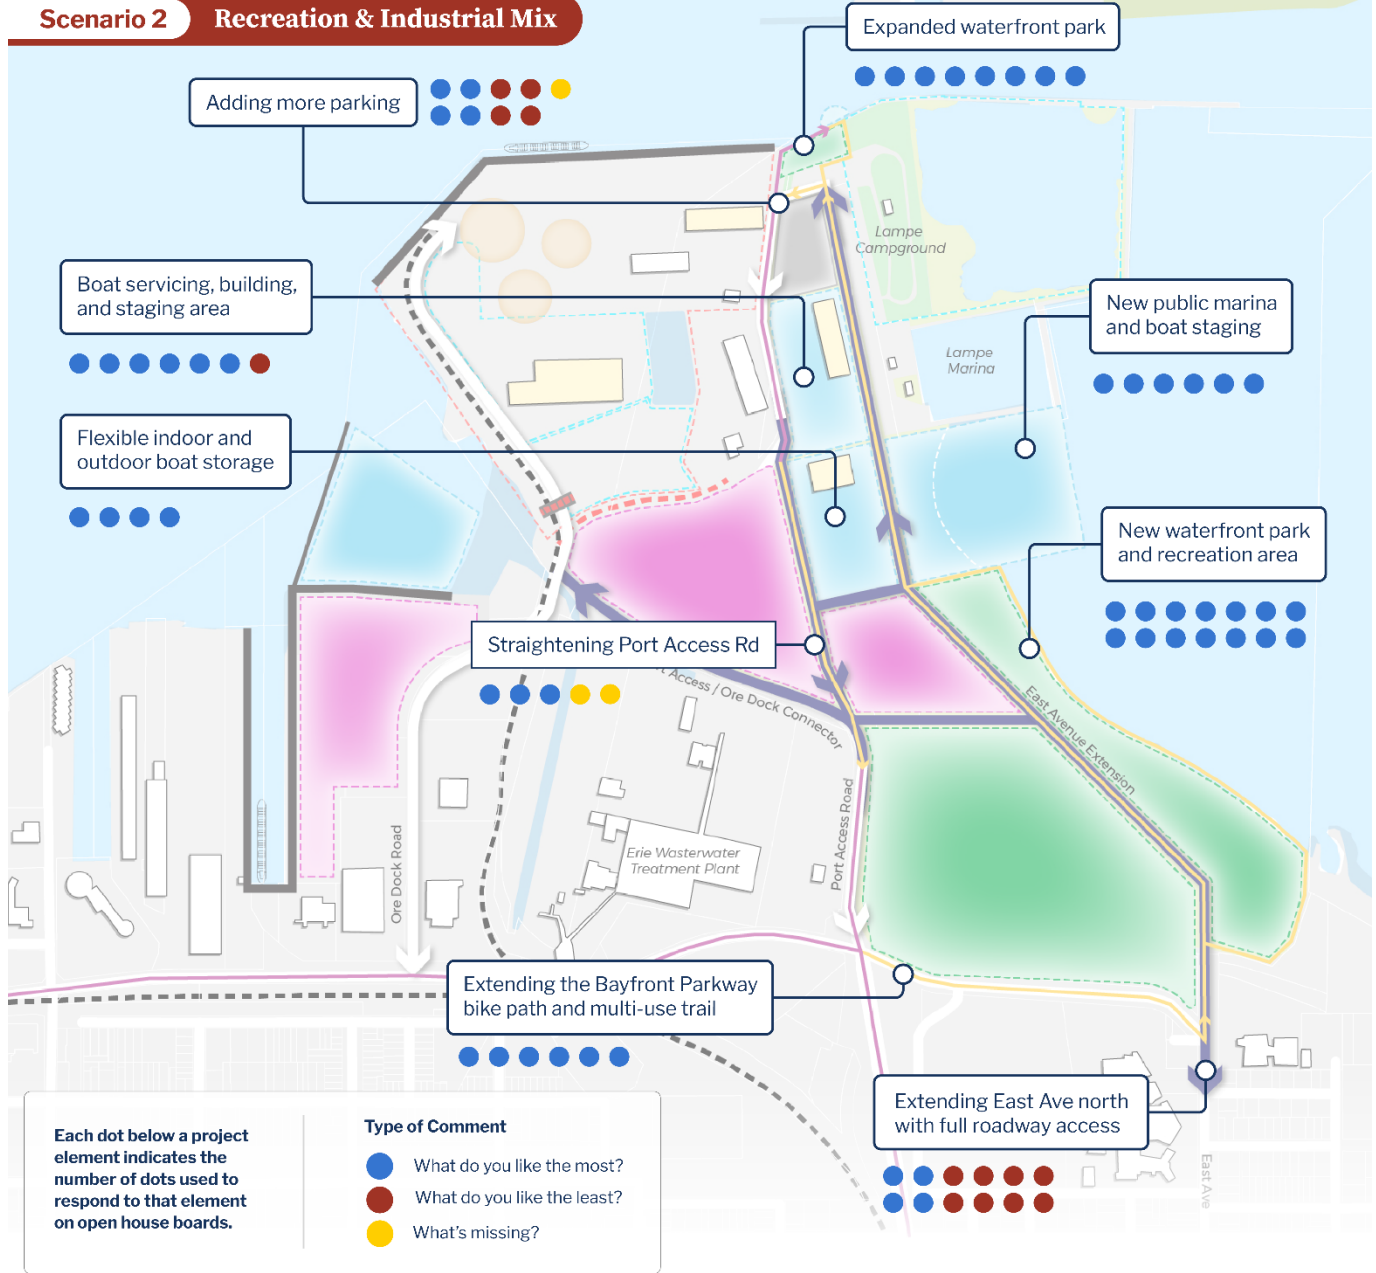 Scenario 2
Recreation & Industrial Mix
Expanded waterfront park
Adding more parking
Lampe
Campground
Boat servicing, building,
and staging area
New public marina
and boat staging
Lampe
Marina
Flexible indoor and
outdoor boat storage
New waterfront park
and recreation area
Straightening Port Access Rd
Access / Ore Dock Connector
East Avenue Extension
Port Access Road
Ore Dock Road
Erie Wasterwater
Treatment Plant
Extending the Bayfront Parkway
bike path and multi-use trail
Extending East Ave north
with full roadway access
East Ave
Each dot below a project
element indicates the
number of dots used to
respond to that element
on open house boards.
Type of Comment
What do you like the most?
What do you like the least?
What's missing?